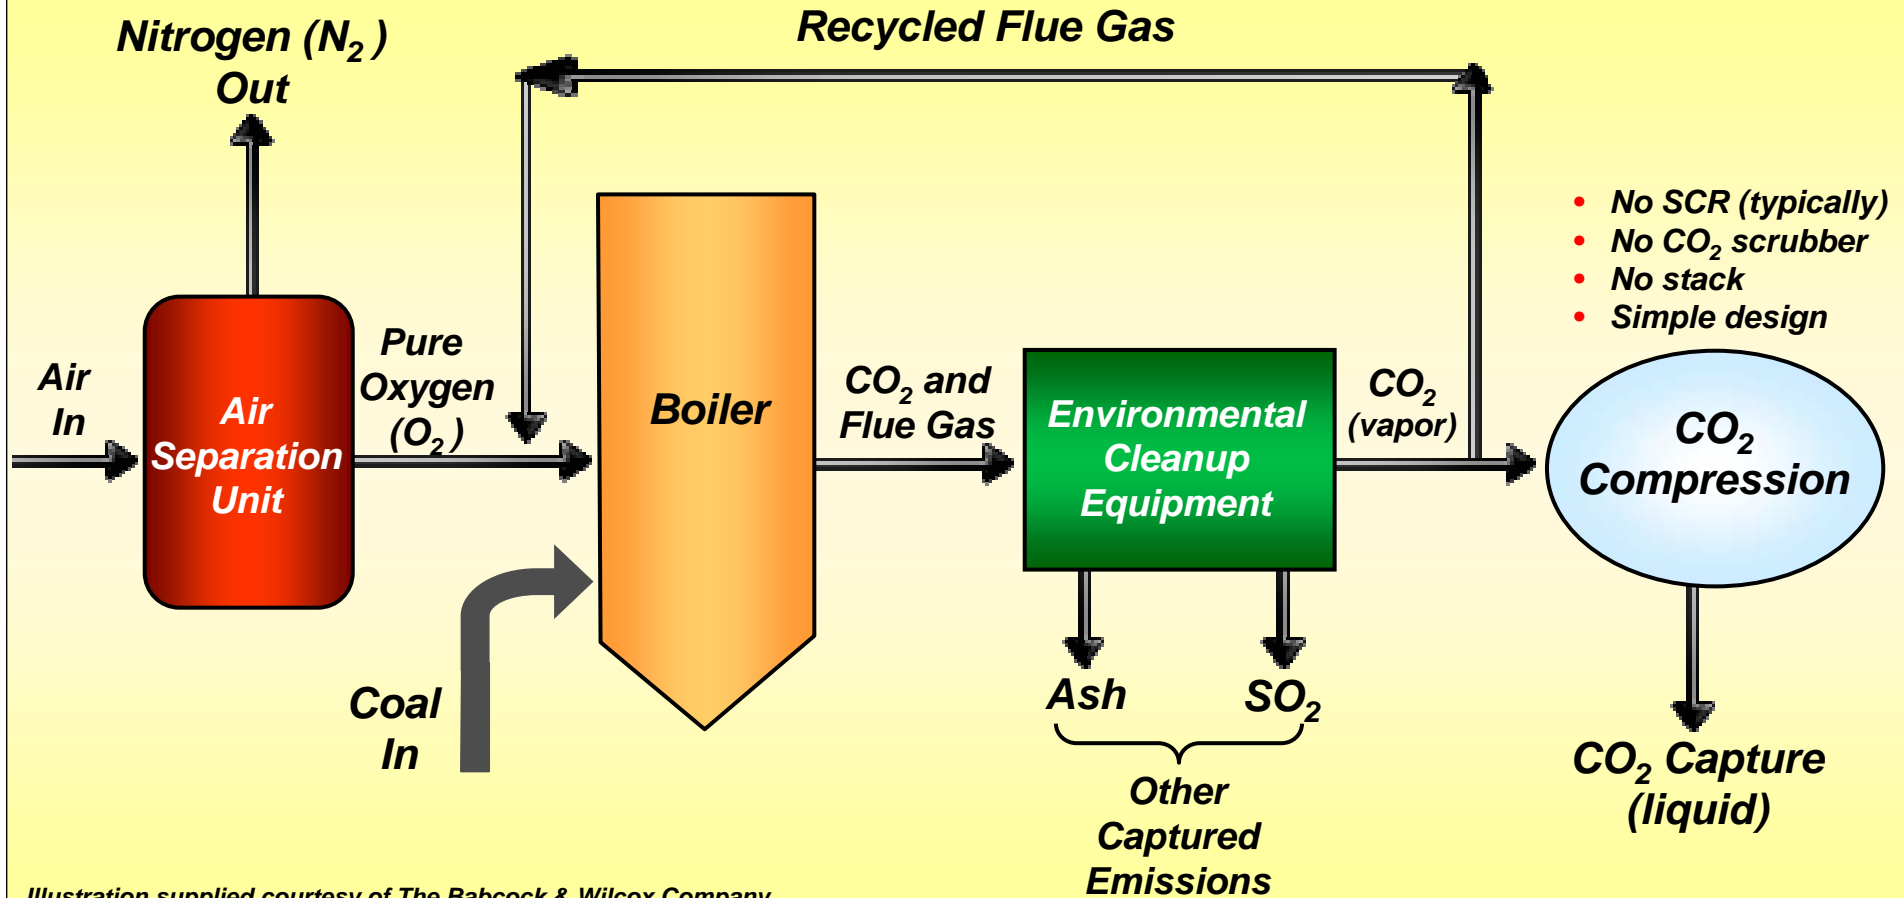 Nitrogen (N₂ )
Out
Recycled Flue Gas
• No SCR (typically)
• No CO₂ scrubber
• No stack
• Simple design
Air
In
Air
Separation
Unit
Pure
Oxygen
(O₂ )
Boiler
CO₂ and
Flue Gas
Environmental
Cleanup
Equipment
CO₂
(vapor)
CO₂
Compression
Coal
In
Ash
SO₂
Other
Captured
Emissions
CO₂ Capture
(liquid)
Illustration supplied courtesy of The Babcock & Wilcox Company